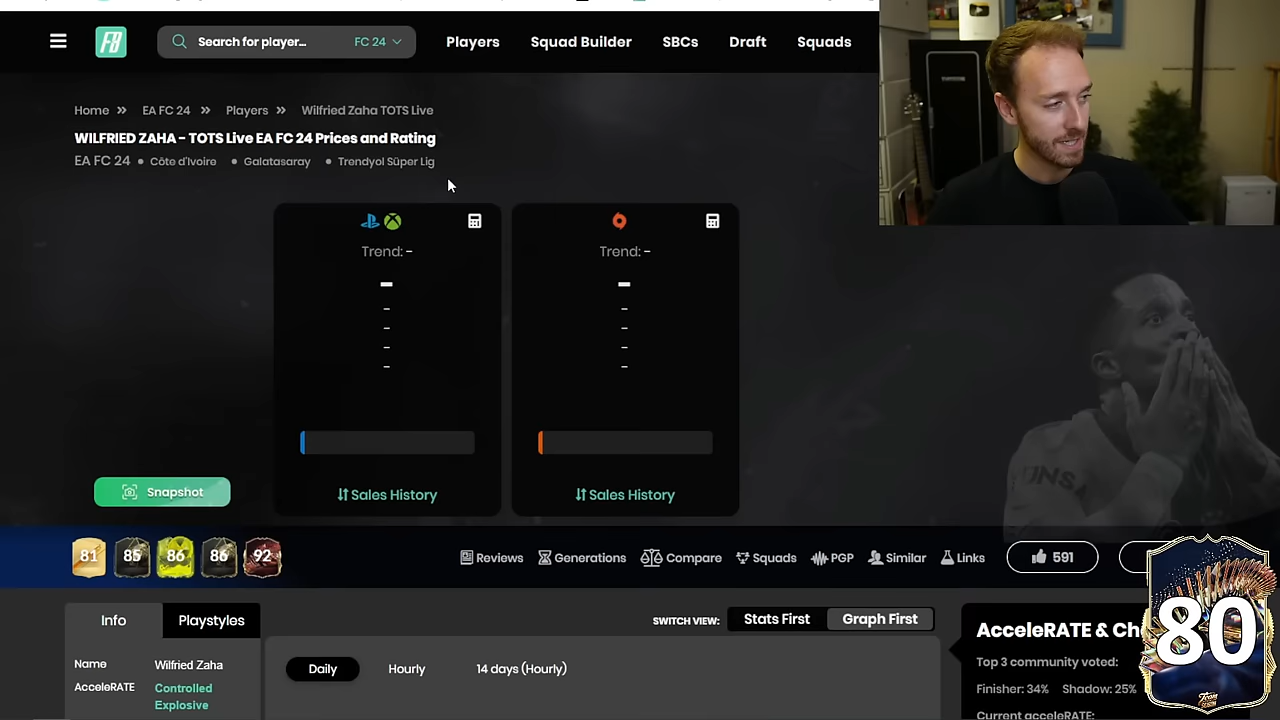 FB
Search for player...
FC 24
Players
Squad Builder
SBCs
Draft
Squads
Home » EA FC 24 » Players » Wilfried Zaha TOTS Live
WILFRIED ZAHA - TOTS Live EA FC 24 Prices and Rating
EA FC 24 • Côte d'Ivoire • Galatasaray • Trendyol Süper Lig
Trend: -
Trend: -
-
-
-
-
-
-
-
-
-
-
Sales History
Sales History
Snapshot
81
85
86
86
92
Reviews
Generations
Compare
Squads
PGP
Similar
Links
591
Info
Playstyles
SWITCH VIEW:
Stats First
Graph First
Name
Wilfried Zaha
AcceleRATE
Controlled
Explosive
Daily
Hourly
14 days (Hourly)
AcceleRATE & Ch
Top 3 community voted:
Finisher: 34%
Shadow: 25%
Current acceleRATE:
80